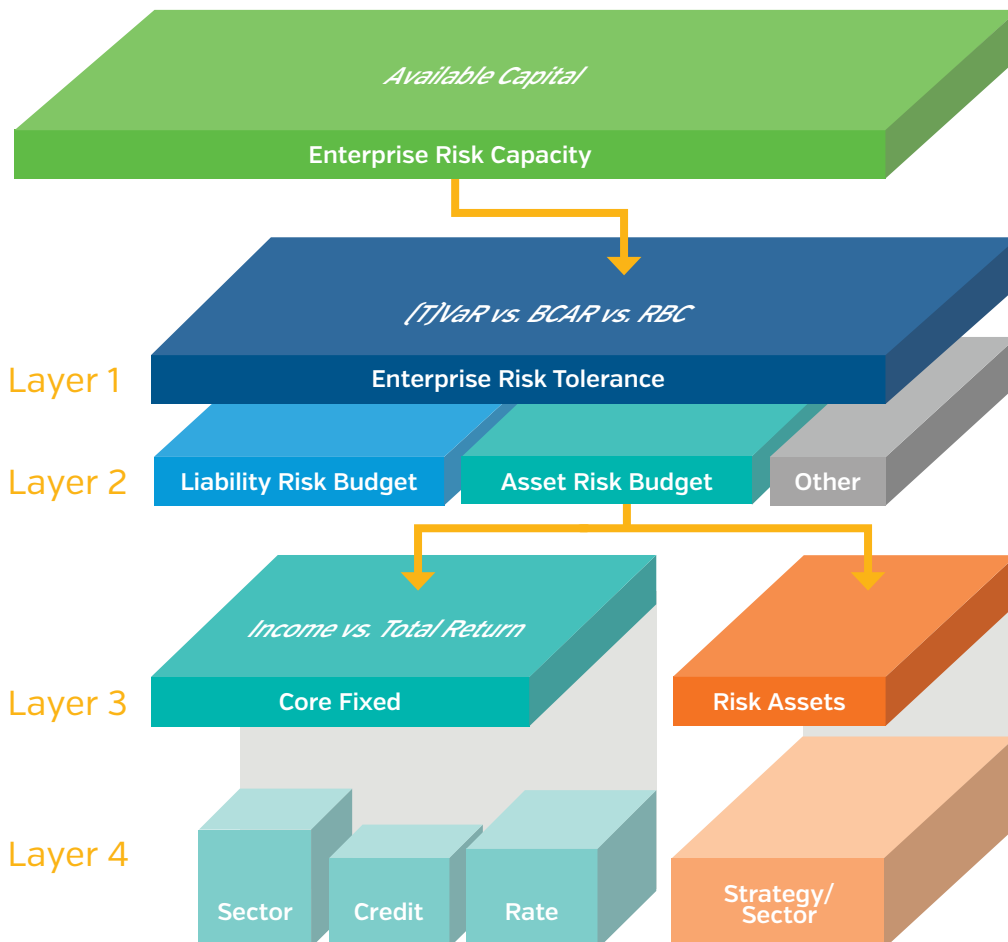 Available Capital
Enterprise Risk Capacity
(T)VaR vs. BCAR vs. RBC
Layer 1
Enterprise Risk Tolerance
Layer 2
Liability Risk Budget
Asset Risk Budget
Other
Income vs. Total Return
Layer 3
Core Fixed
Risk Assets
Layer 4
Sector
Credit
Rate
Strategy/
Sector